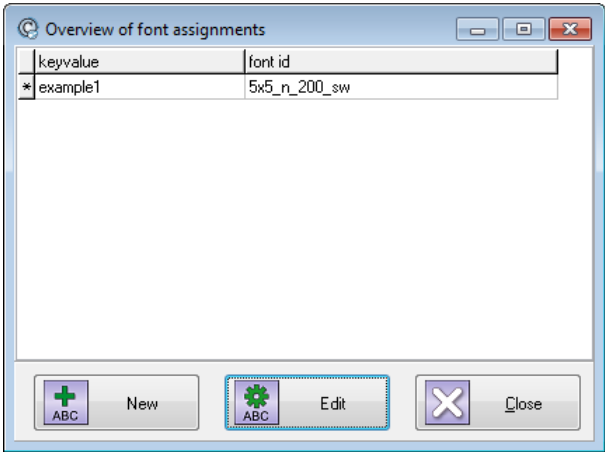 Overview of font assignments
keyvalue font id
* example1 5x5_n_200_sw
ABC New ABC Edit Close